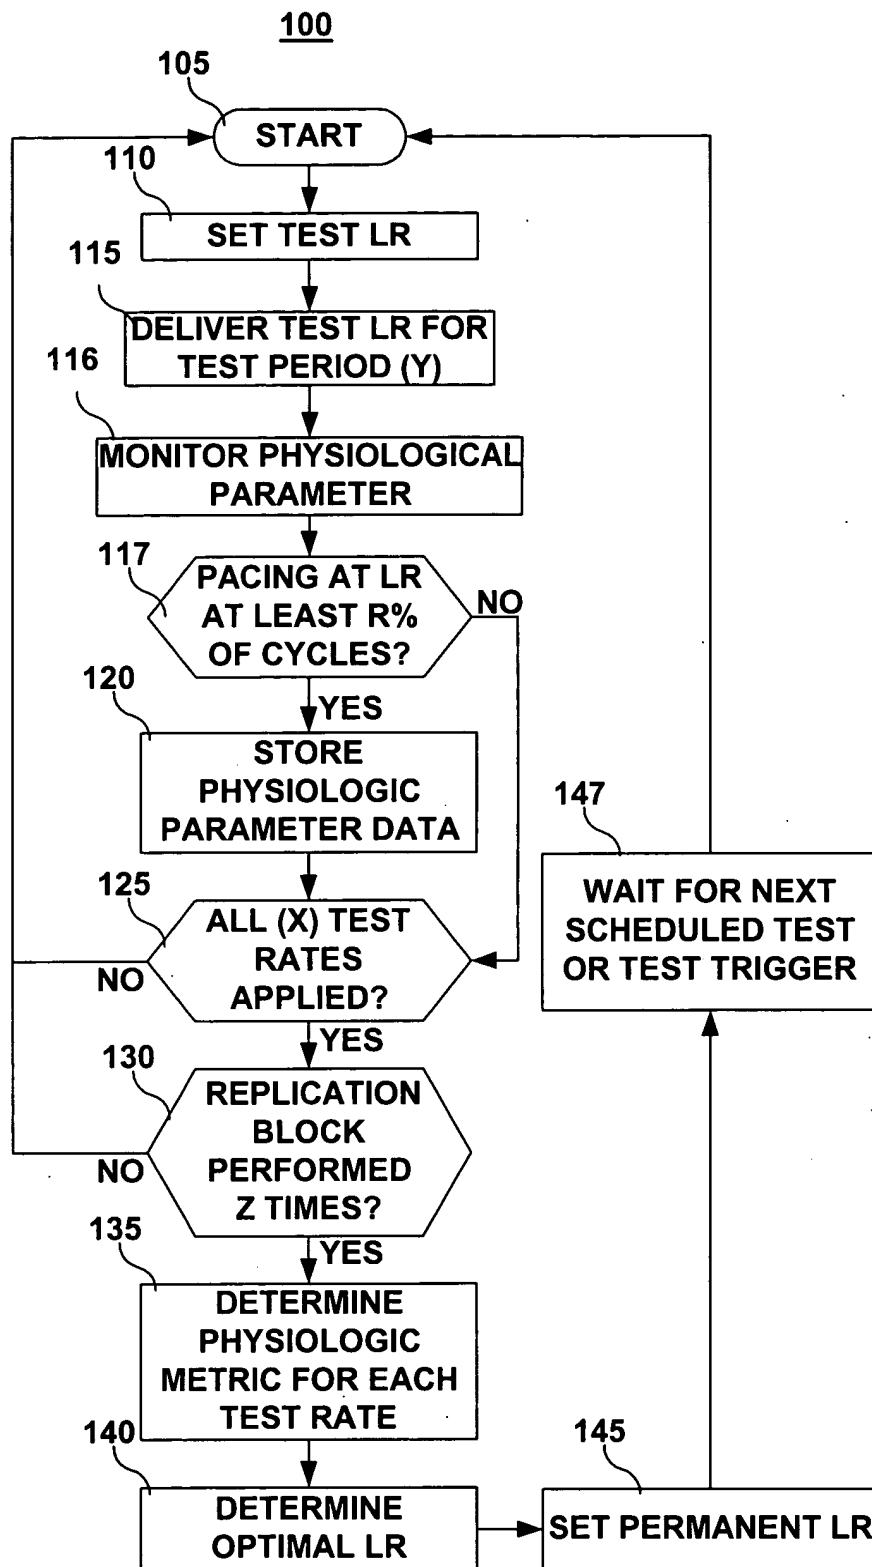 100
105
START
110
SET TEST LR
115
DELIVER TEST LR FOR
TEST PERIOD (Y)
116
MONITOR PHYSIOLOGICAL
PARAMETER
117
PACING AT LR
AT LEAST R%
OF CYCLES?
NO
YES
120
STORE
PHYSIOLOGIC
PARAMETER DATA
125
ALL (X) TEST
RATES
APPLIED?
NO
YES
130
REPLICATION
BLOCK
PERFORMED
Z TIMES?
NO
YES
135
DETERMINE
PHYSIOLOGIC
METRIC FOR EACH
TEST RATE
140
DETERMINE
OPTIMAL LR
145
SET PERMANENT LR
147
WAIT FOR NEXT
SCHEDULED TEST
OR TEST TRIGGER